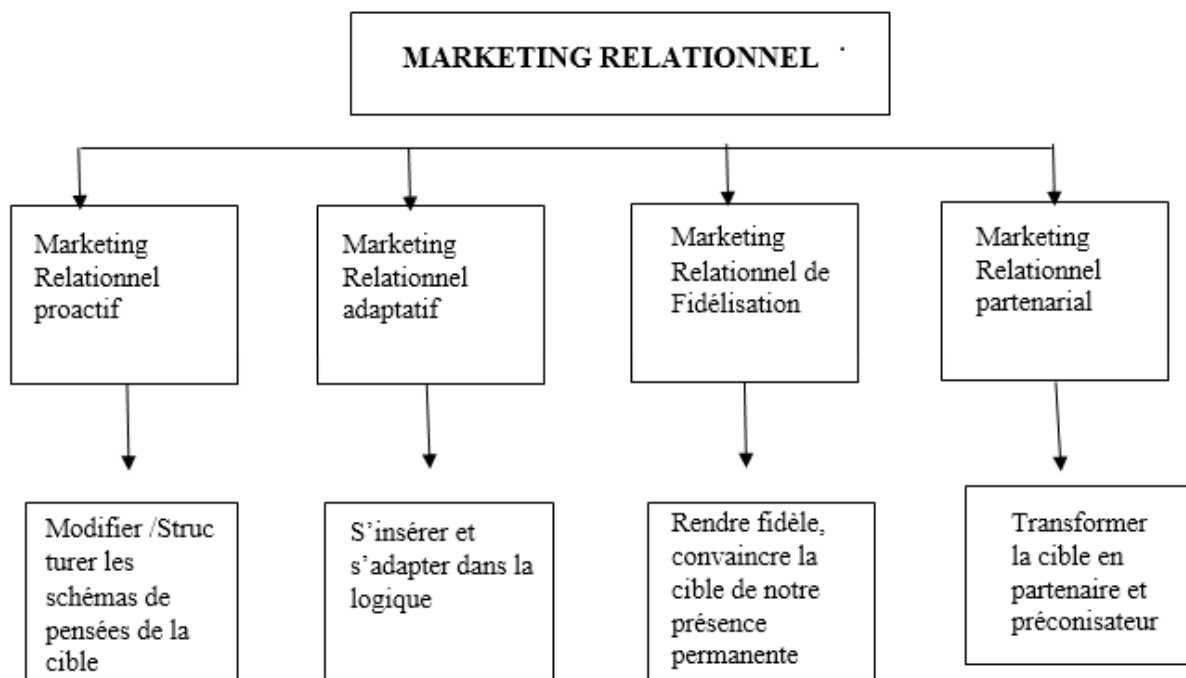 MARKETING RELATIONNEL
Marketing
Relationnel
proactif
Marketing
Relationnel
adaptatif
Marketing
Relationnel de
Fidélisation
Marketing
Relationnel
partenarial
Modifier /Struc
turer les
schémas de
pensées de la
cible
S’insérer et
s’adapter dans la
logique
Rendre fidèle,
convaincre la
cible de notre
présence
permanente
Transformer
la cible en
partenaire et
préconisateur